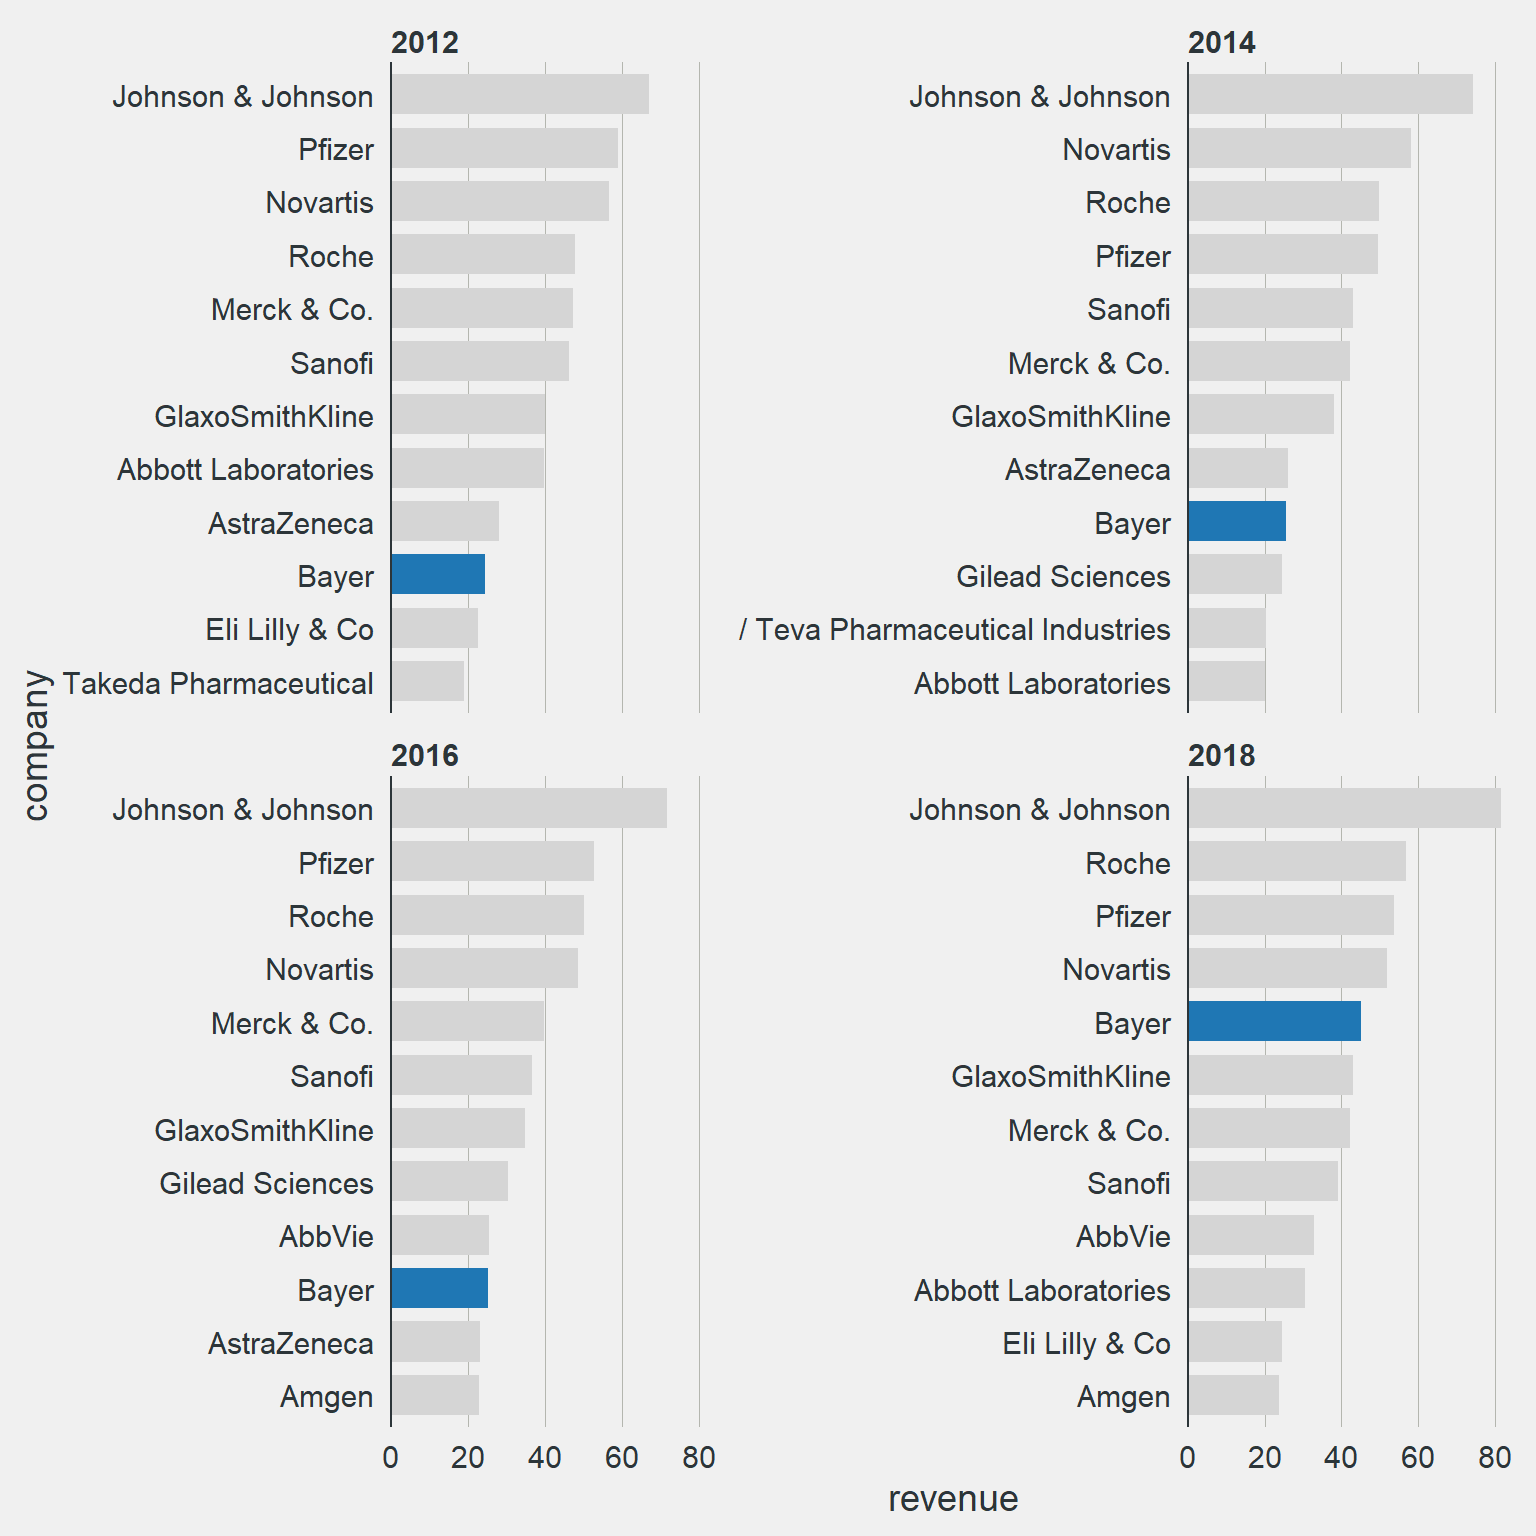 2012
Johnson & Johnson
Pfizer
Novartis
Roche
Merck & Co.
Sanofi
GlaxoSmithKline
Abbott Laboratories
AstraZeneca
Bayer
Eli Lilly & Co
Takeda Pharmaceutical
2014
Johnson & Johnson
Novartis
Roche
Pfizer
Sanofi
Merck & Co.
GlaxoSmithKline
AstraZeneca
Bayer
Gilead Sciences
/ Teva Pharmaceutical Industries
Abbott Laboratories
company
2016
Johnson & Johnson
Pfizer
Roche
Novartis
Merck & Co.
Sanofi
GlaxoSmithKline
Gilead Sciences
AbbVie
Bayer
AstraZeneca
Amgen
0 20 40 60 80
2018
Johnson & Johnson
Roche
Pfizer
Novartis
Bayer
GlaxoSmithKline
Merck & Co.
Sanofi
AbbVie
Abbott Laboratories
Eli Lilly & Co
Amgen
0 20 40 60 80
revenue